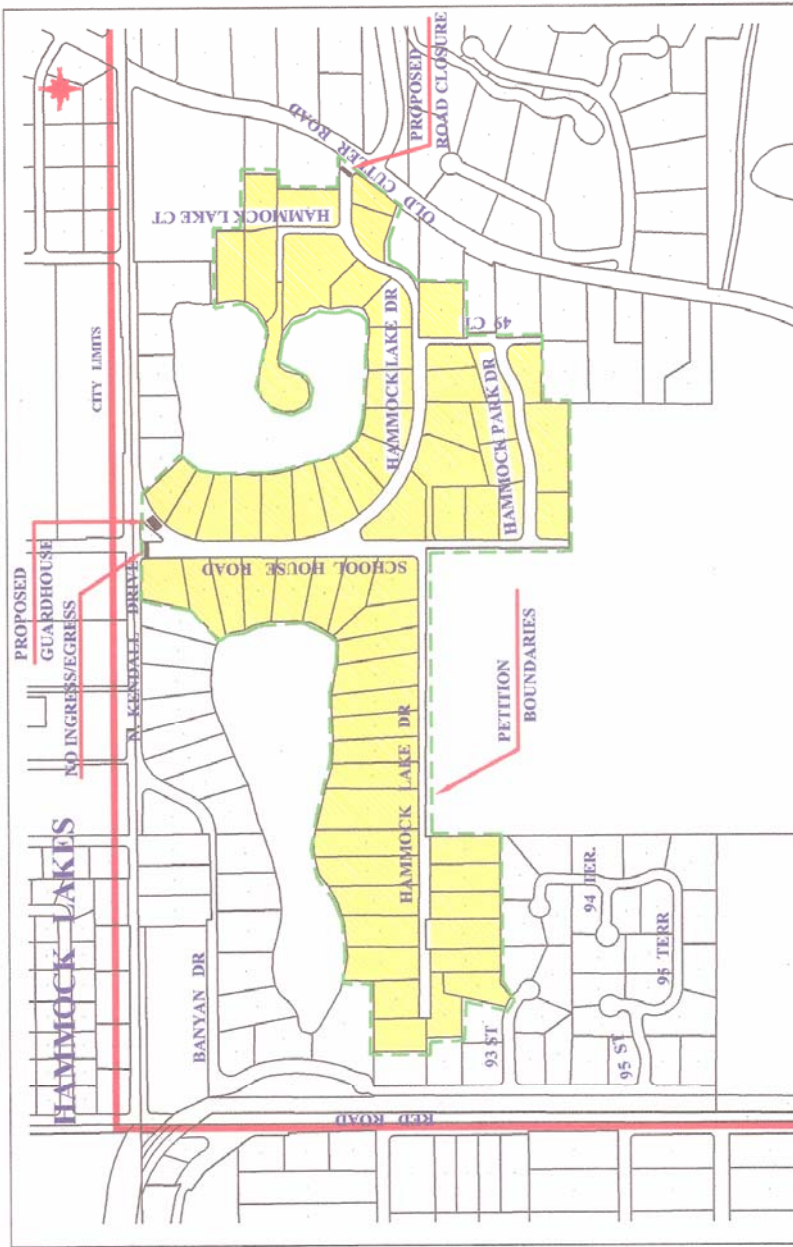 HAMMOCK LAKES
CITY LIMITS
PROPOSED
GUARDHOUSE
NO INGRESS/EGRESS
N. KENDALL DRIVE
BANYAN DR
RED ROAD
SCHOOL HOUSE ROAD
HAMMOCK LAKE DR
HAMMOCK LAKE DR
HAMMOCK LAKE CT
OLD CUTLER ROAD
PROPOSED
ROAD CLOSURE
49 CT
HAMMOCK PARK DR
PETITION
BOUNDARIES
93 ST
94 TER.
95 TERR
95 ST